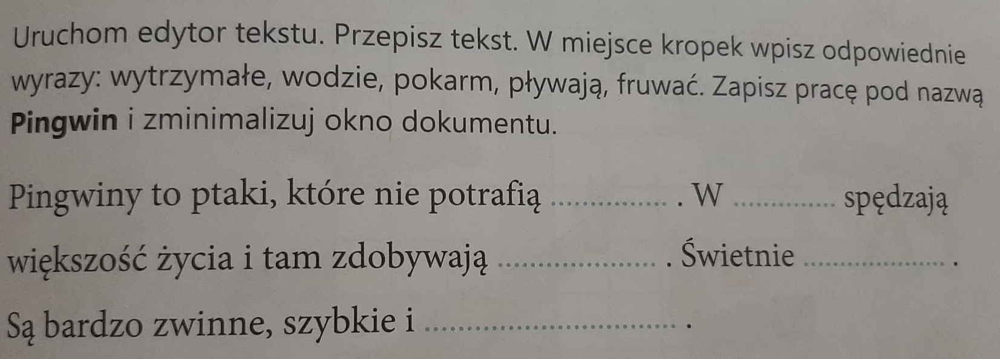 Uruchom edytor tekstu. Przepisz tekst. W miejsce kropek wpisz odpowiednie
wyrazy: wytrzymałe, wodzie, pokarm, pływają, fruwać. Zapisz pracę pod nazwą
Pingwin i zminimalizuj okno dokumentu.
Pingwiny to ptaki, które nie potrafią ............... . W ............. spędzają
większość życia i tam zdobywają .................... . Świetnie .................. .
Są bardzo zwinne, szybkie i ................................ .